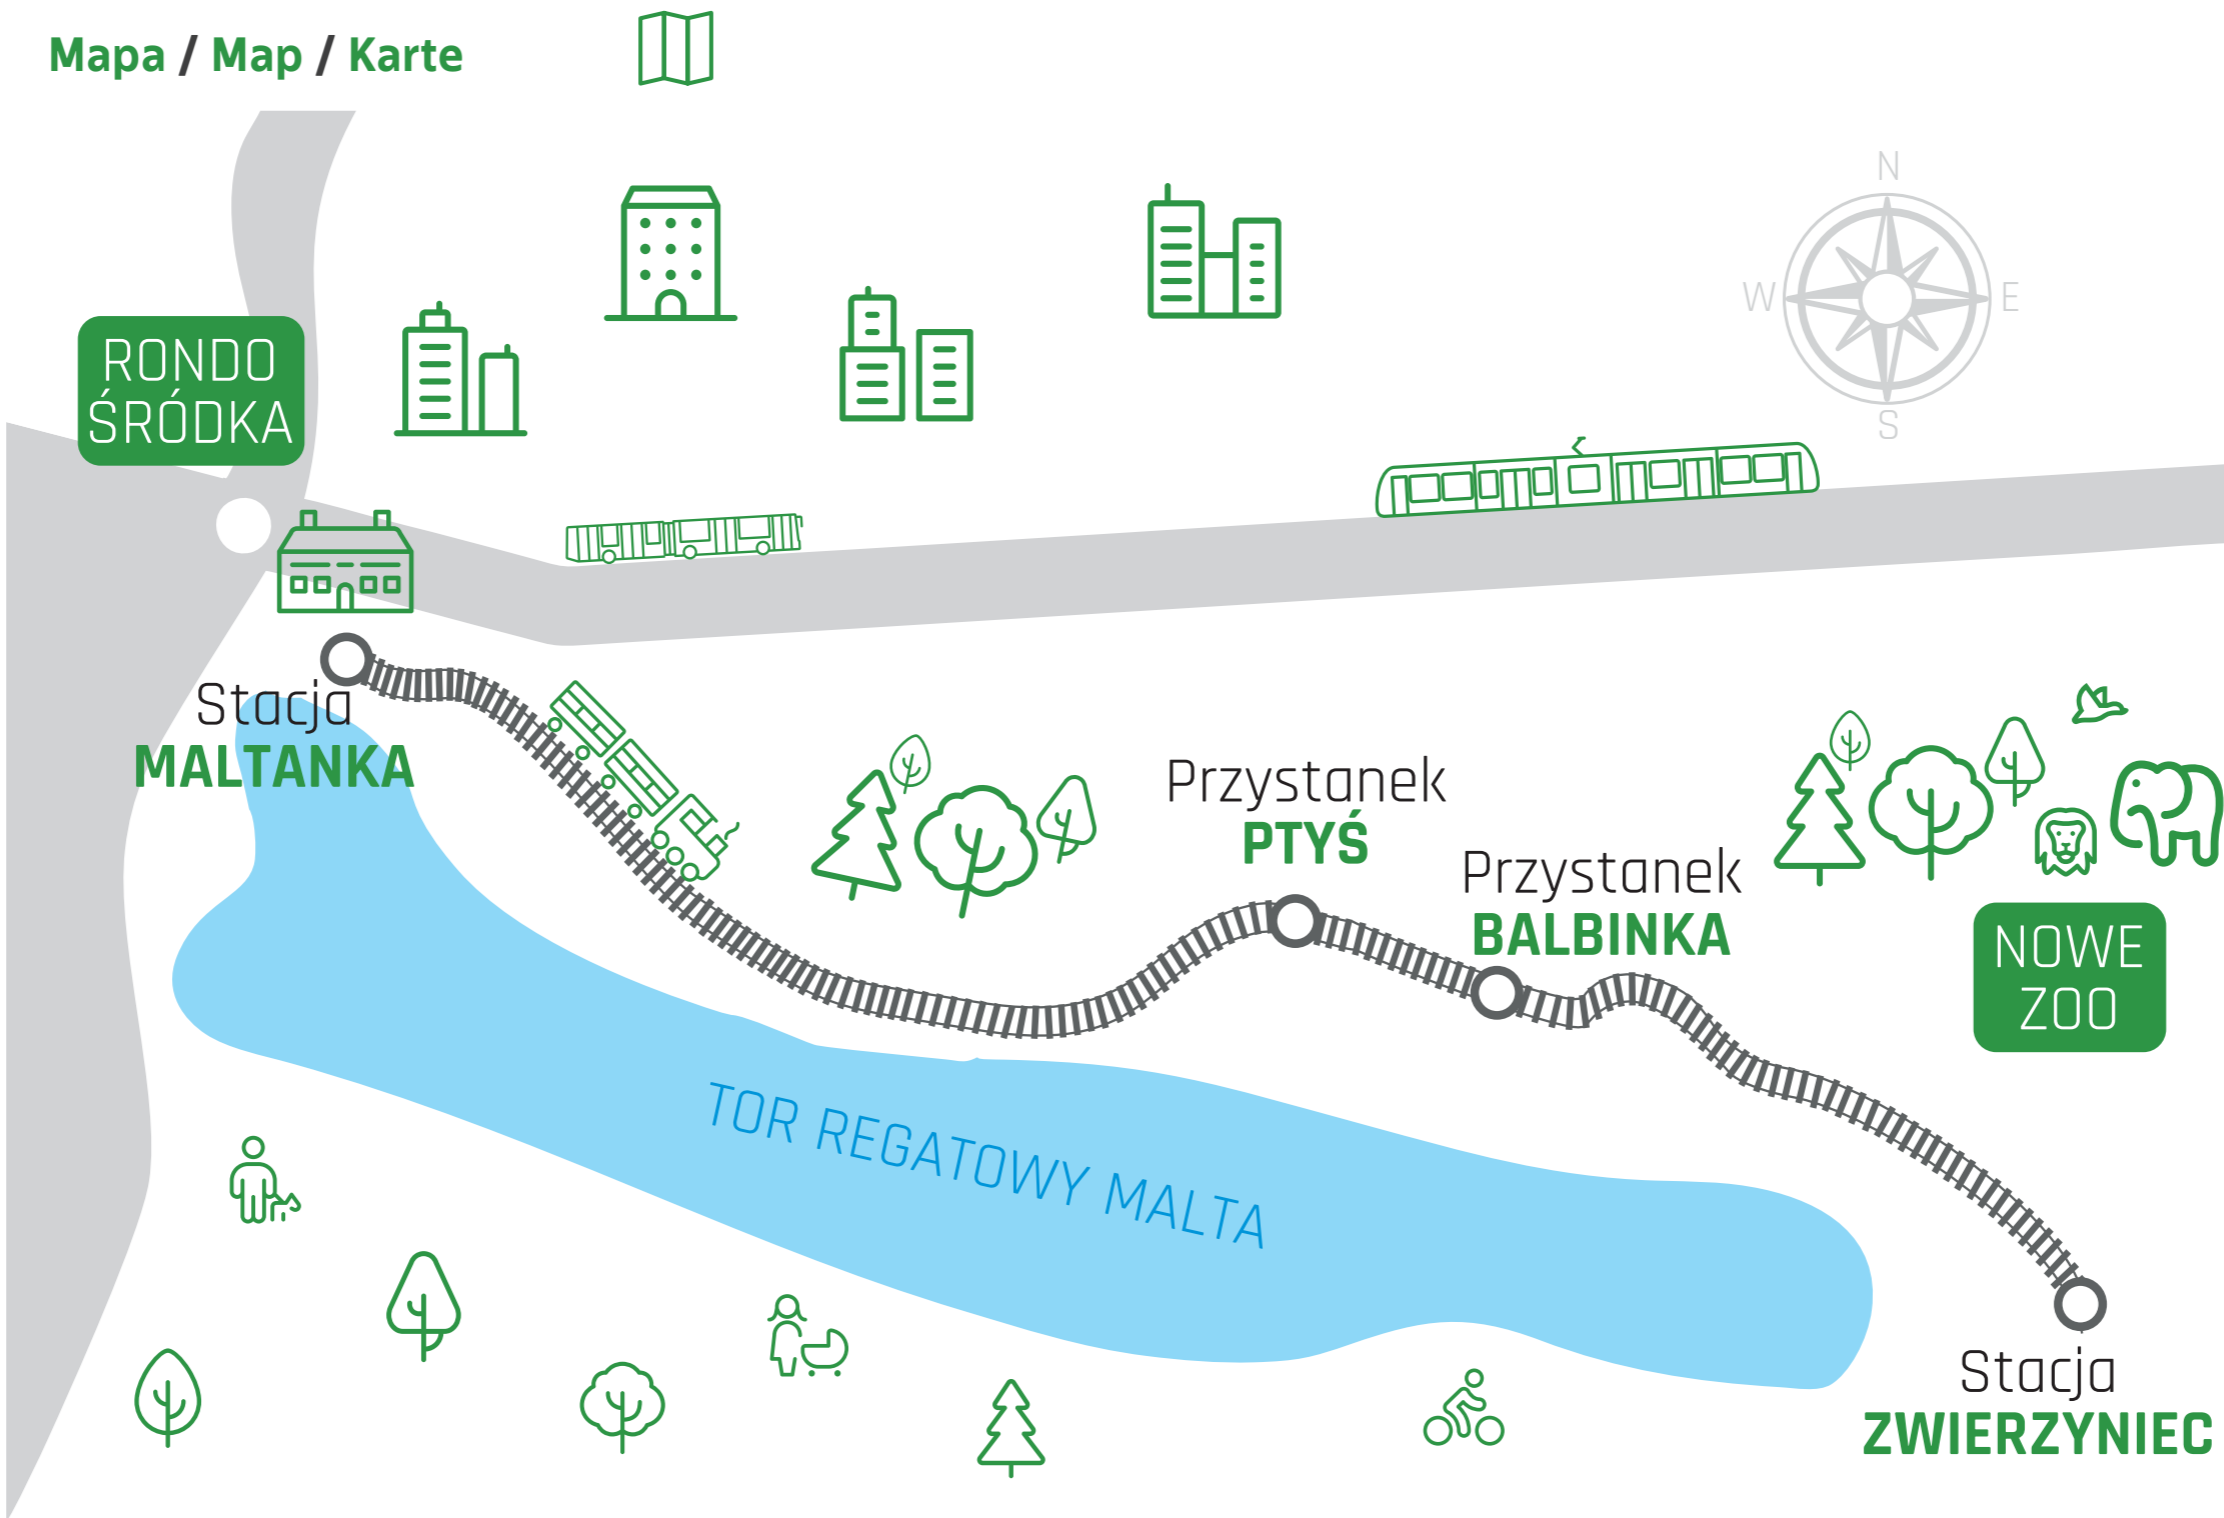 Mapa / Map / Karte
N
W
E
S
RONDO
ŚRÓDKA
Stacja
MALTANKA
Przystanek
PTYŚ
Przystanek
BALBINKA
NOWE
ZOO
TOR REGATOWY MALTA
Stacja
ZWIERZYNIEC